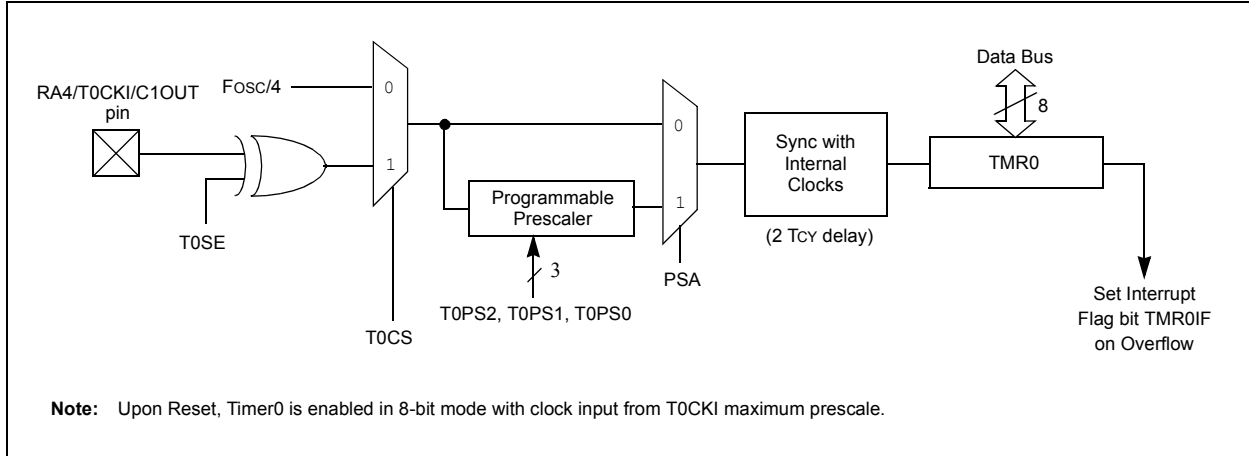 Data Bus
8
RA4/T0CKI/C1OUT
pin
FOSC/4
0
1
T0SE
T0CS
Programmable
Prescaler
3
T0PS2, T0PS1, T0PS0
0
1
PSA
Sync with
Internal
Clocks
(2 TCY delay)
TMR0
Set Interrupt
Flag bit TMR0IF
on Overflow
Note: Upon Reset, Timer0 is enabled in 8-bit mode with clock input from T0CKI maximum prescale.